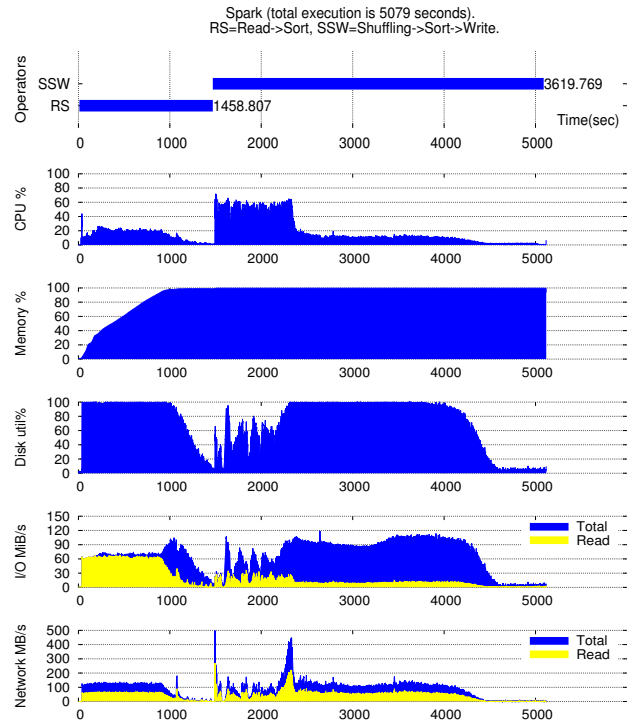 Spark (total execution is 5079 seconds).
RS=Read->Sort, SSW=Shuffling->Sort->Write.
Operators
SSW
RS
3619.769
1458.807
Time(sec)
0 1000 2000 3000 4000 5000
CPU %
100
80
60
40
20
0
0 1000 2000 3000 4000 5000
Memory %
100
80
60
40
20
0
0 1000 2000 3000 4000 5000
Disk util%
100
80
60
40
20
0
0 1000 2000 3000 4000 5000
I/O MiB/s
150
120
90
60
30
0
Total
Read
0 1000 2000 3000 4000 5000
Network MB/s
500
400
300
200
100
0
Total
Read
0 1000 2000 3000 4000 5000